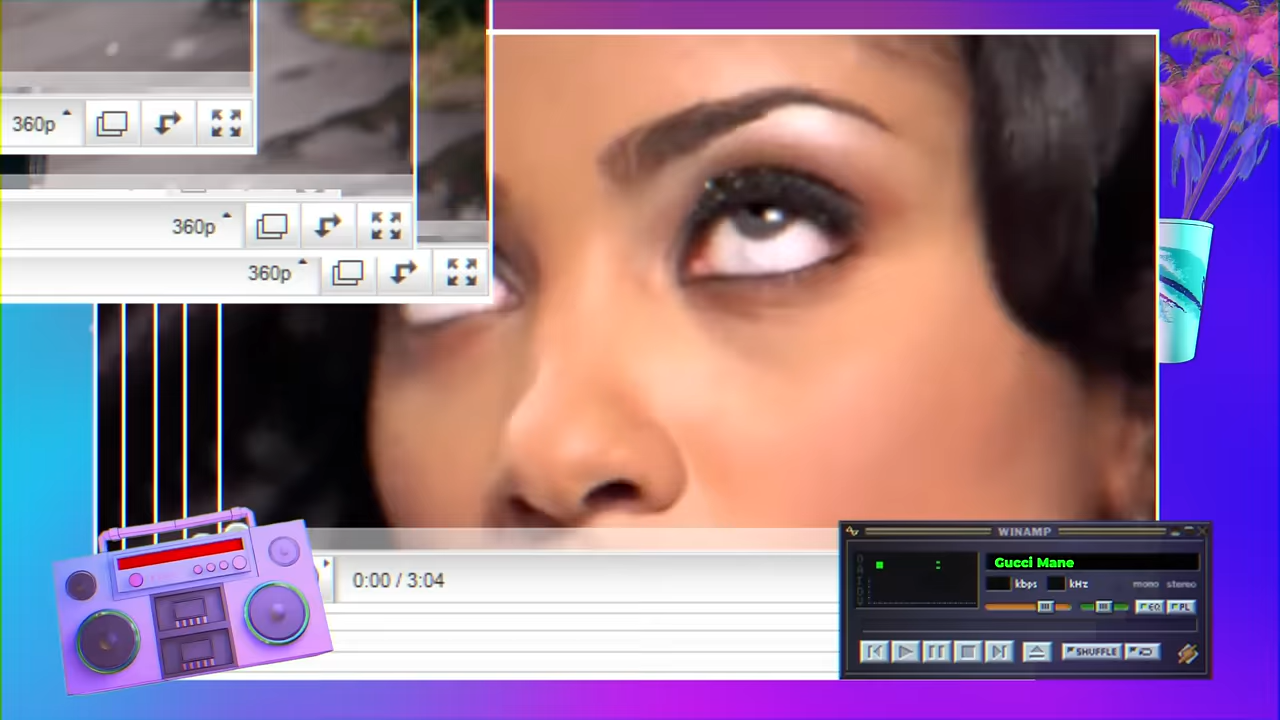 360p
360p
360p
0:00 / 3:04
WINAMP
Gucci Mane
kbps
kHz
mono
stereo
EQ
PL
SHUFFLE